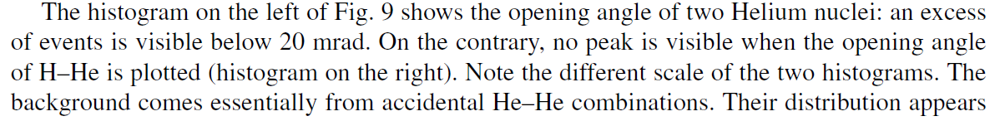 The histogram on the left of Fig. 9 shows the opening angle of two Helium nuclei: an excess
of events is visible below 20 mrad. On the contrary, no peak is visible when the opening angle
of H–He is plotted (histogram on the right). Note the different scale of the two histograms. The
background comes essentially from accidental He–He combinations. Their distribution appears